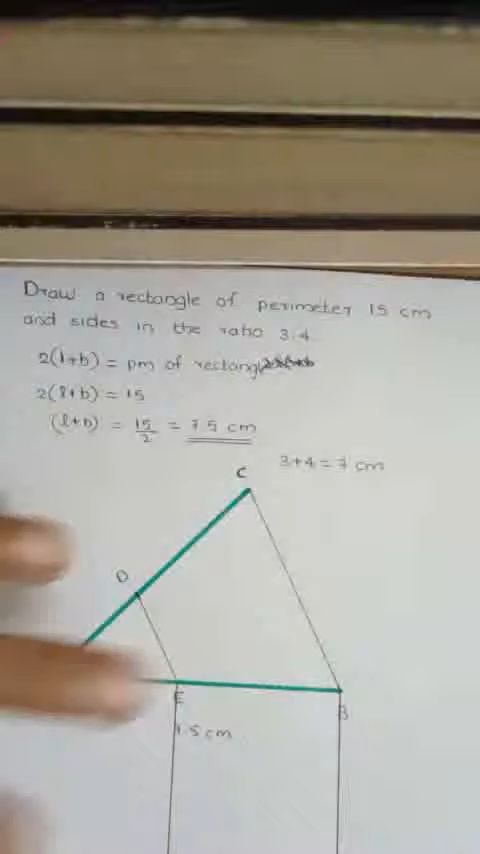 Draw a rectangle of perimeter 15 cm
and sides in the ratio 3:4.
2(l+b) = pm of rectangle
2(l+b) = 15
(l+b) = 15/2 = 7.5 cm
3+4 = 7 cm
C
D
E
B
7.5 cm